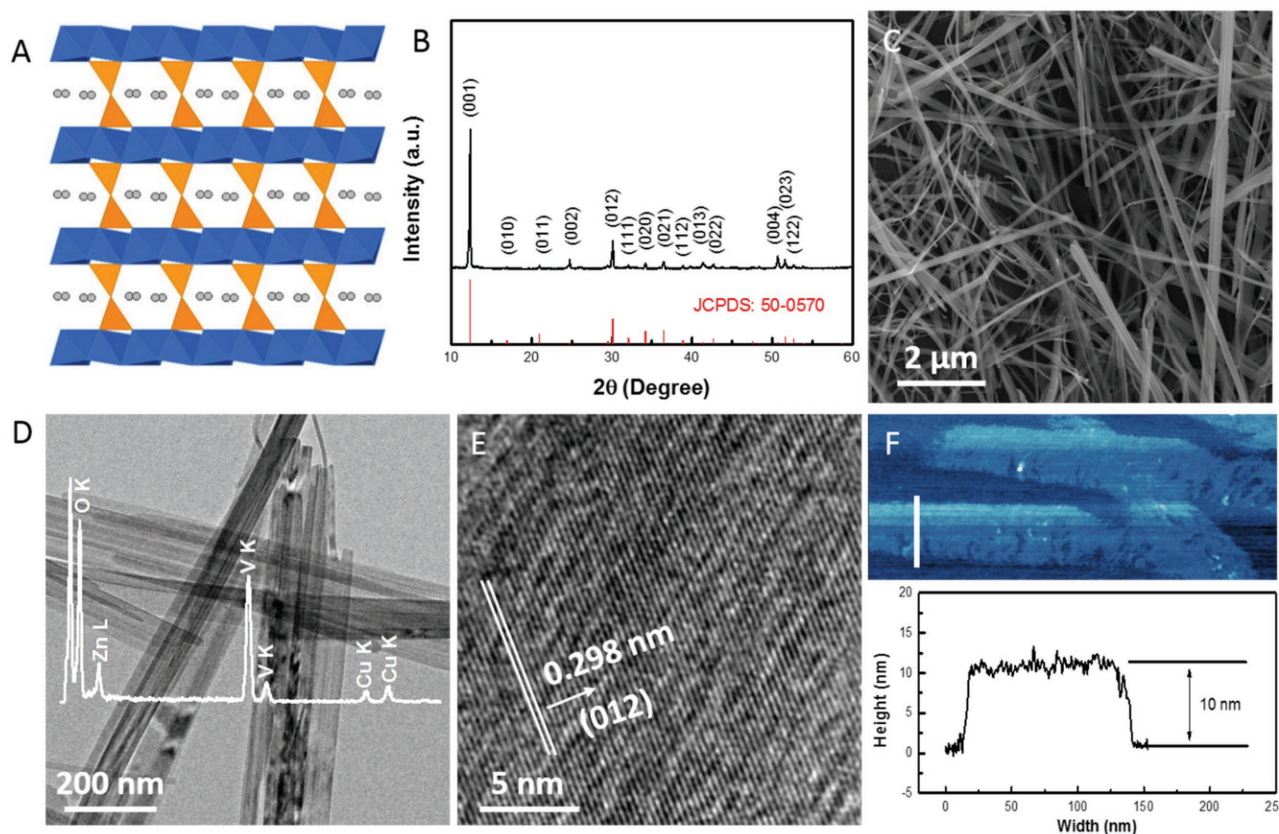 A
B
Intensity (a.u.)
(001)
(010)
(011)
(002)
(012)
(111)
(020)
(021)
(112)
(013)
(022)
(004)
(122)
(023)
JCPDS: 50-0570
10 20 30 40 50 60
2θ (Degree)
C
2 μm
D
O K
Zn L
V K
V K
Cu K
Cu K
200 nm
E
0.298 nm
(012)
5 nm
F
Height (nm)
20
15
10
5
0
-5
10 nm
0 50 100 150 200 25
Width (nm)